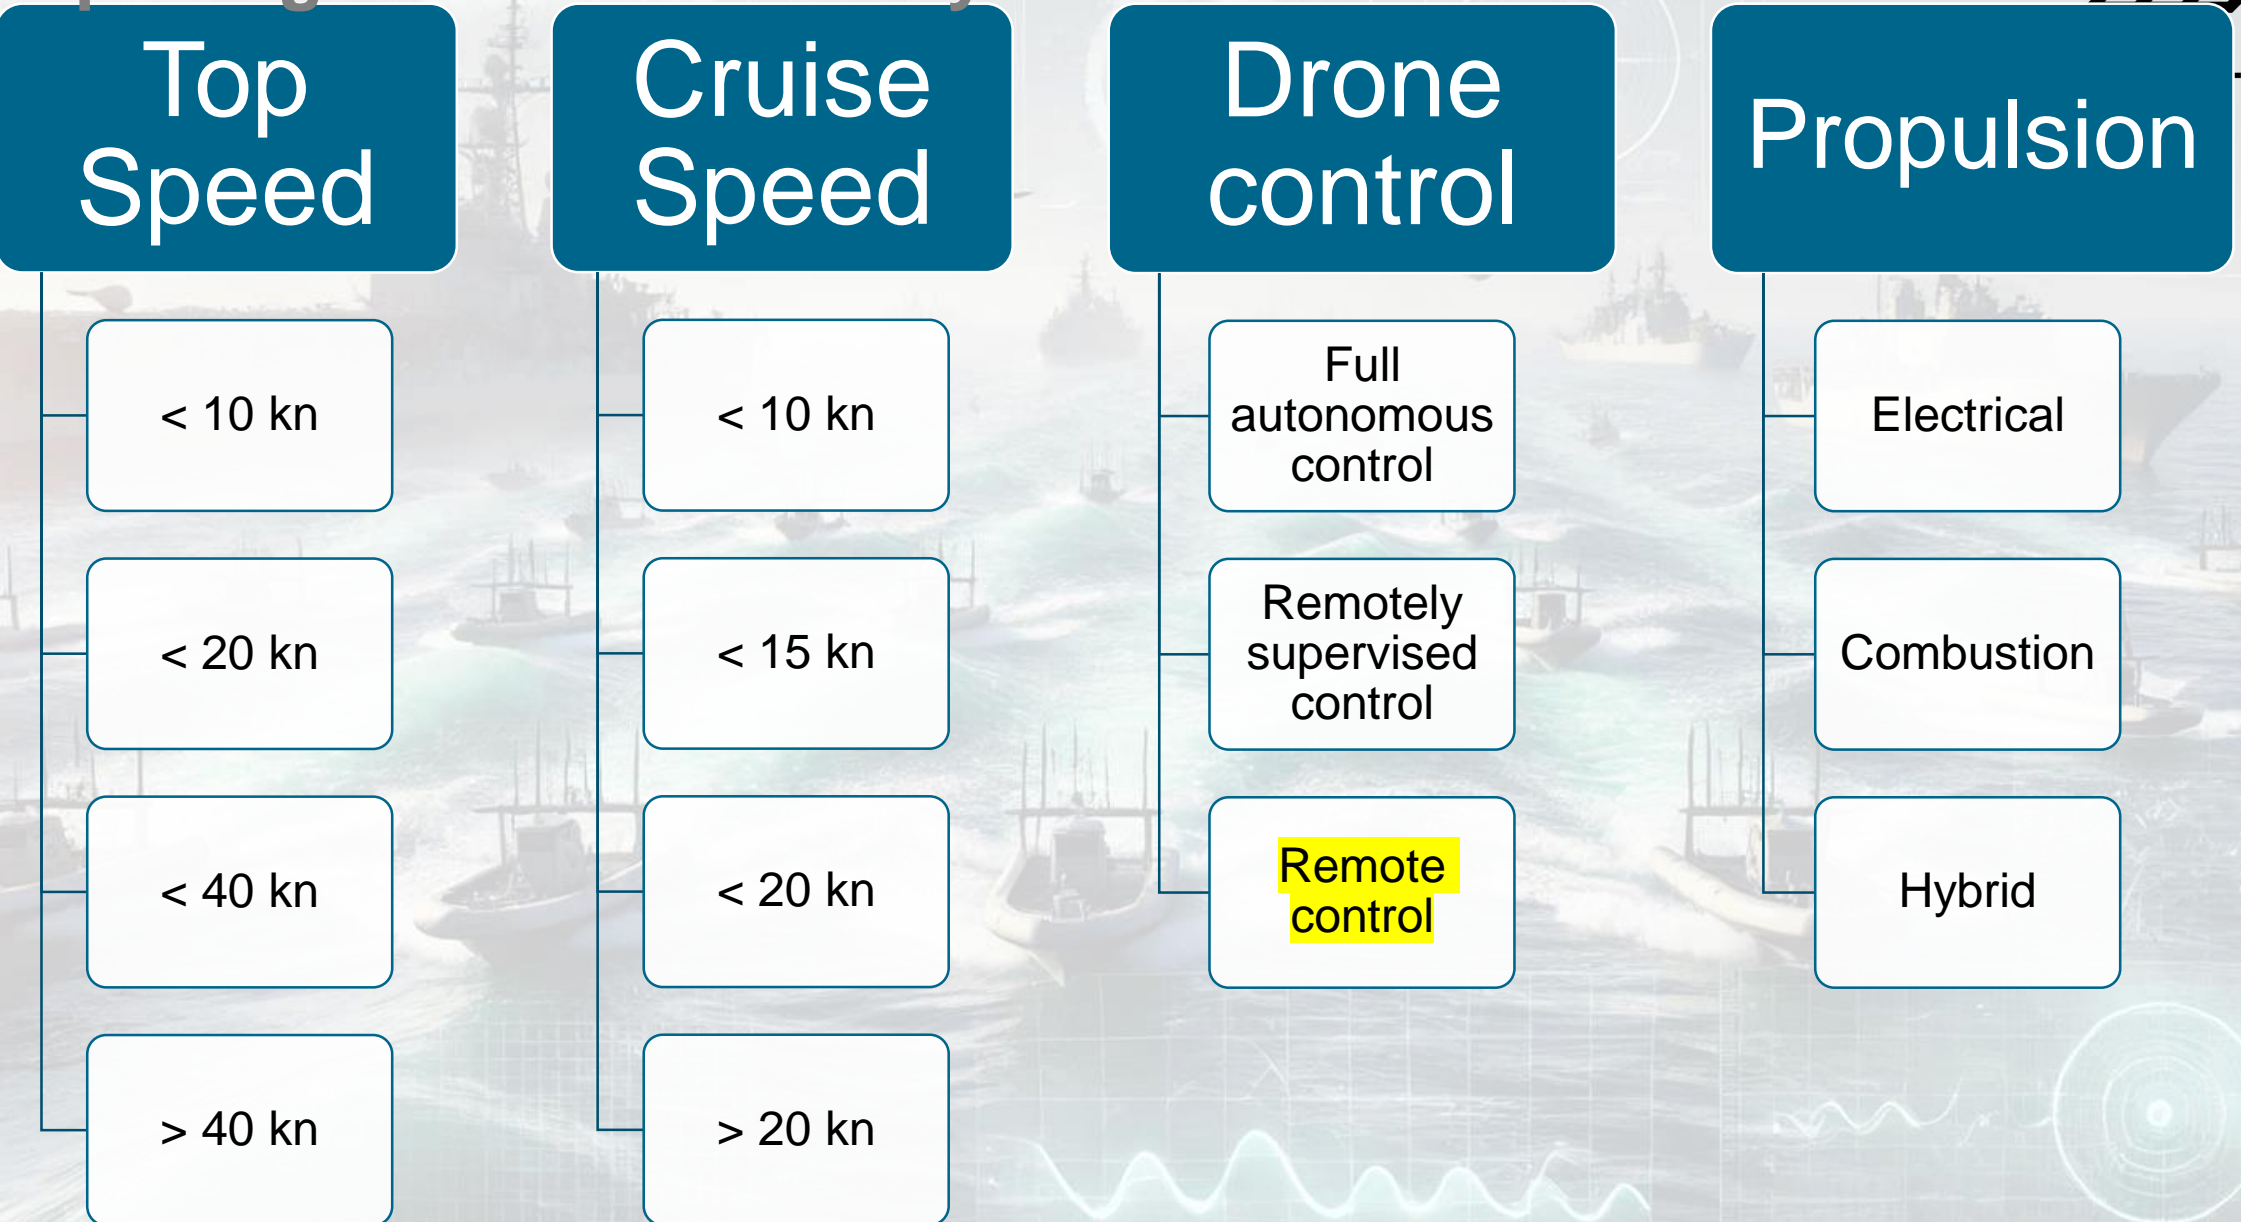 Top
Speed
< 10 kn
< 20 kn
< 40 kn
> 40 kn
Cruise
Speed
< 10 kn
< 15 kn
< 20 kn
> 20 kn
Drone
control
Full
autonomous
control
Remotely
supervised
control
Remote
control
Propulsion
Electrical
Combustion
Hybrid